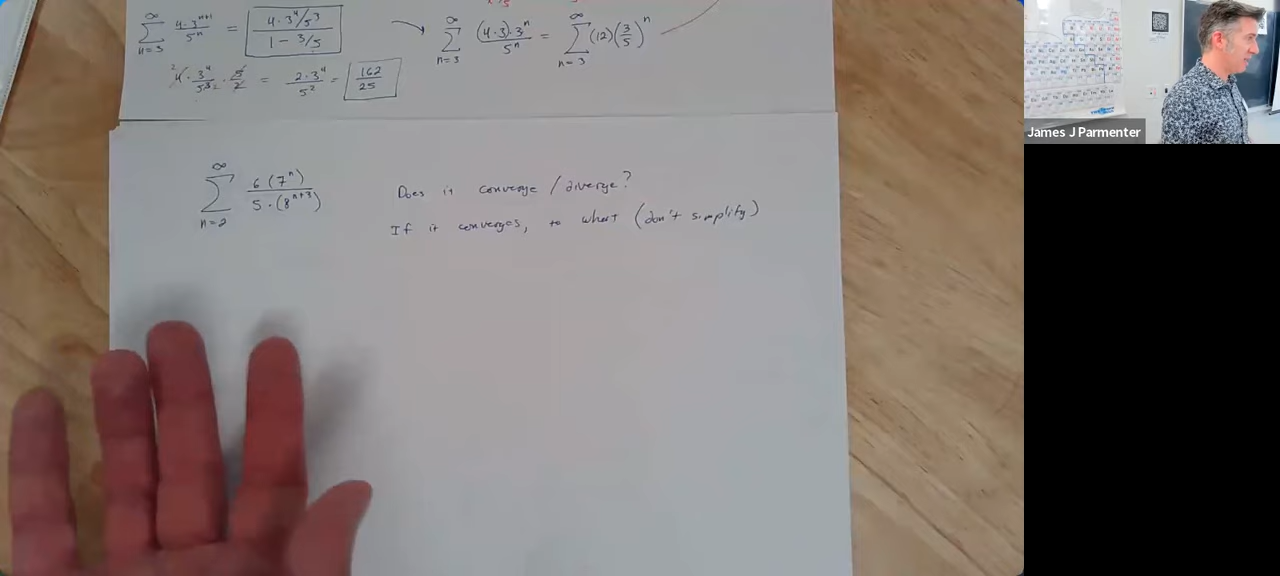 ∞ ∑ n=3 4·3^(n+1) / 5^n = (4·3^4/5^3) / (1 - 3/5)
∞ ∑ n=3 (4·3)·3^n / 5^n = ∞ ∑ n=3 (12)(3/5)^n
2 4·3^4 / 5^3 2 · 5/2 = 2·3^4 / 5^2 = 162/25
∞ ∑ n=2 6(7^n) / 5·(8^(n+3))
Does it converge / diverge?
If it converges, to what (don't simplify)
James J Parmenter